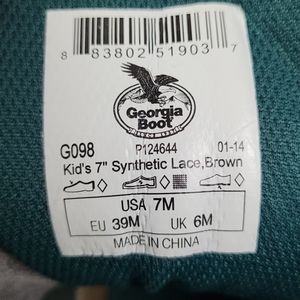 8 83802 51903 7
Georgia
Boot
G098 P124644 01-14
Kid's 7" Synthetic Lace,Brown
USA 7M
EU 39M UK 6M
MADE IN CHINA